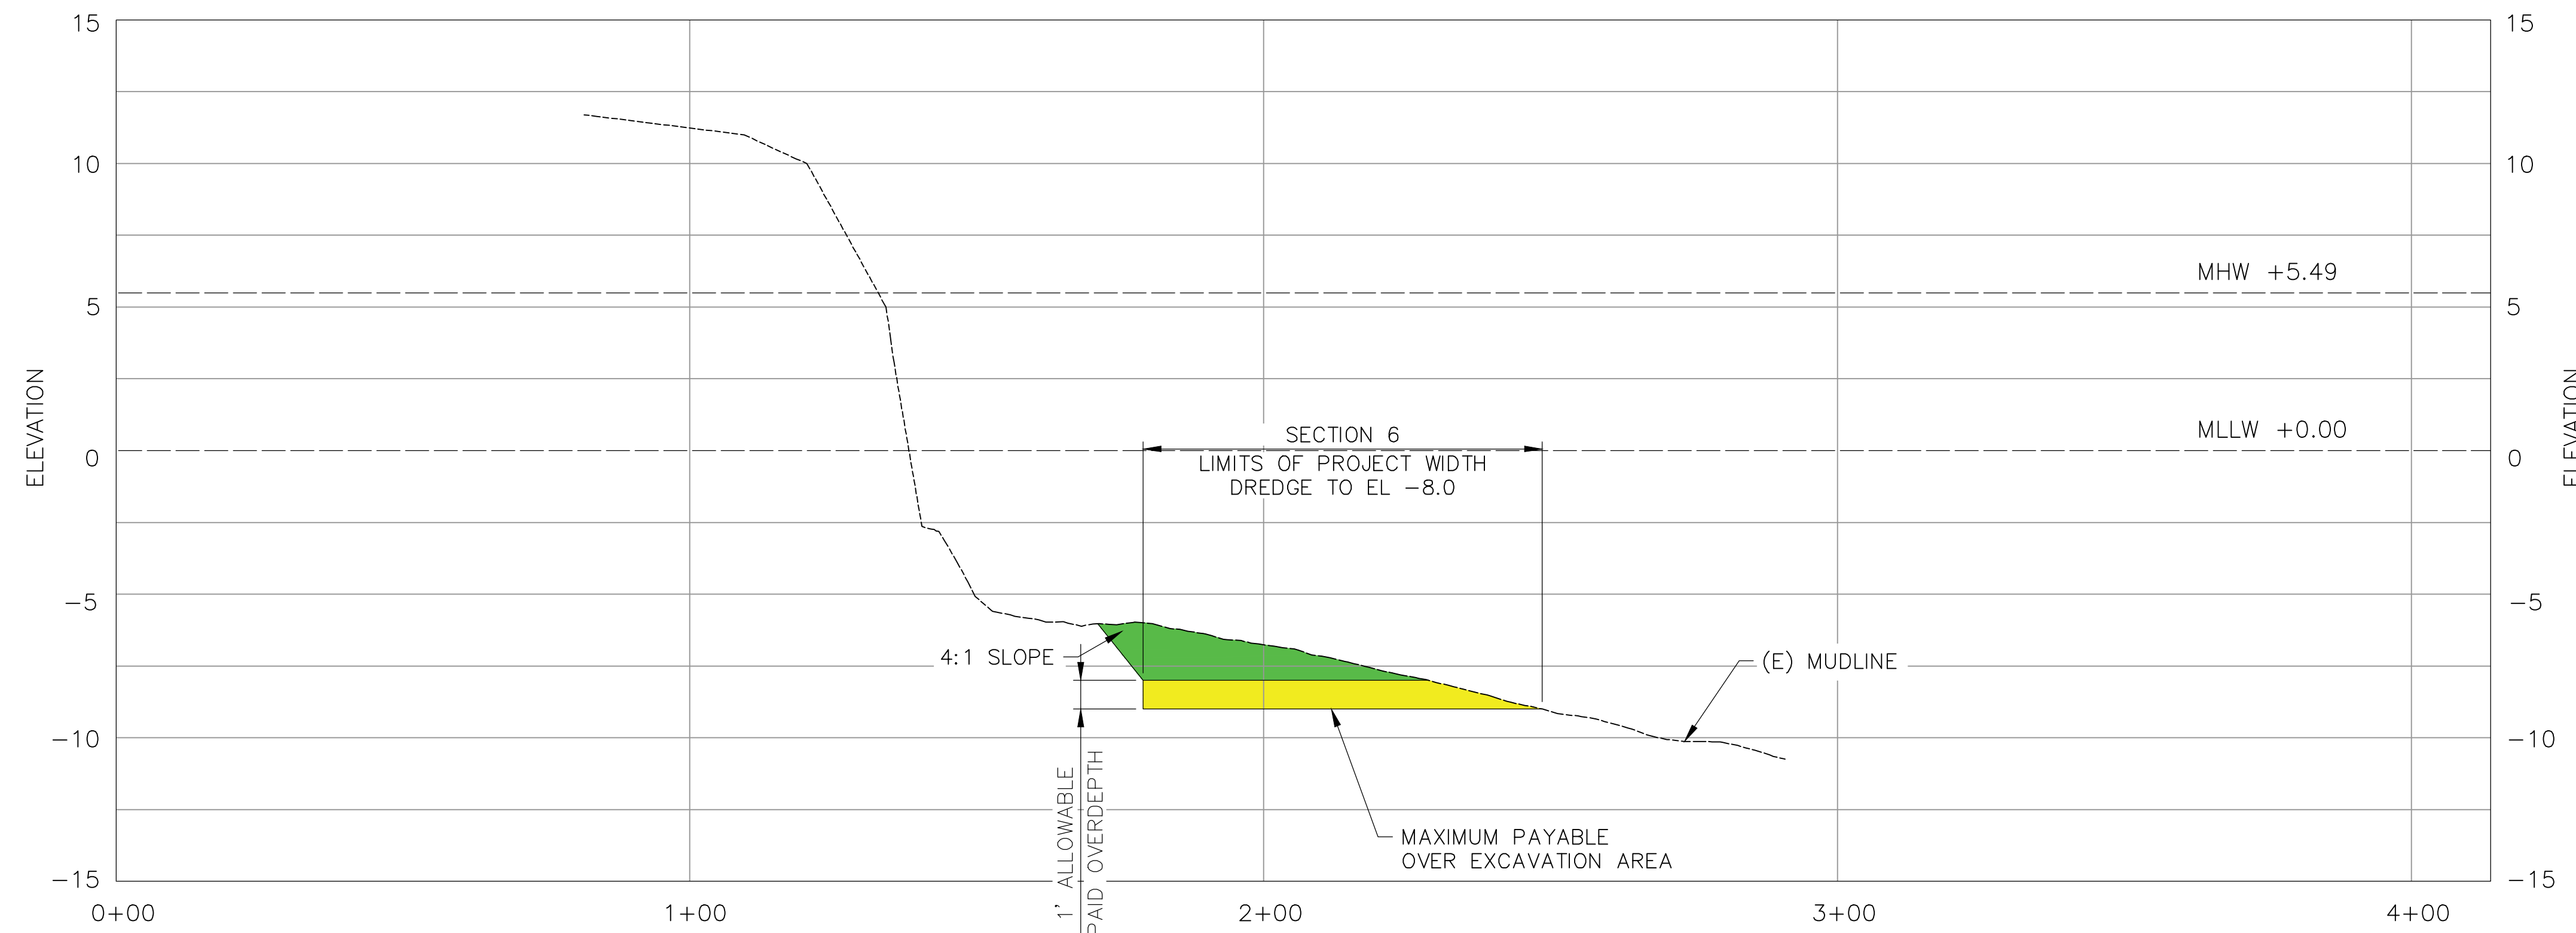 15
15
10
10
MHW +5.49
5
5
ELEVATION
ELEVATION
MLLW +0.00
0
0
SECTION 6
LIMITS OF PROJECT WIDTH
DREDGE TO EL -8.0
-5
-5
4:1 SLOPE
(E) MUDLINE
-10
-10
1' ALLOWABLE
PAID OVERDEPTH
MAXIMUM PAYABLE
OVER EXCAVATION AREA
-15
-15
0+00
1+00
2+00
3+00
4+00